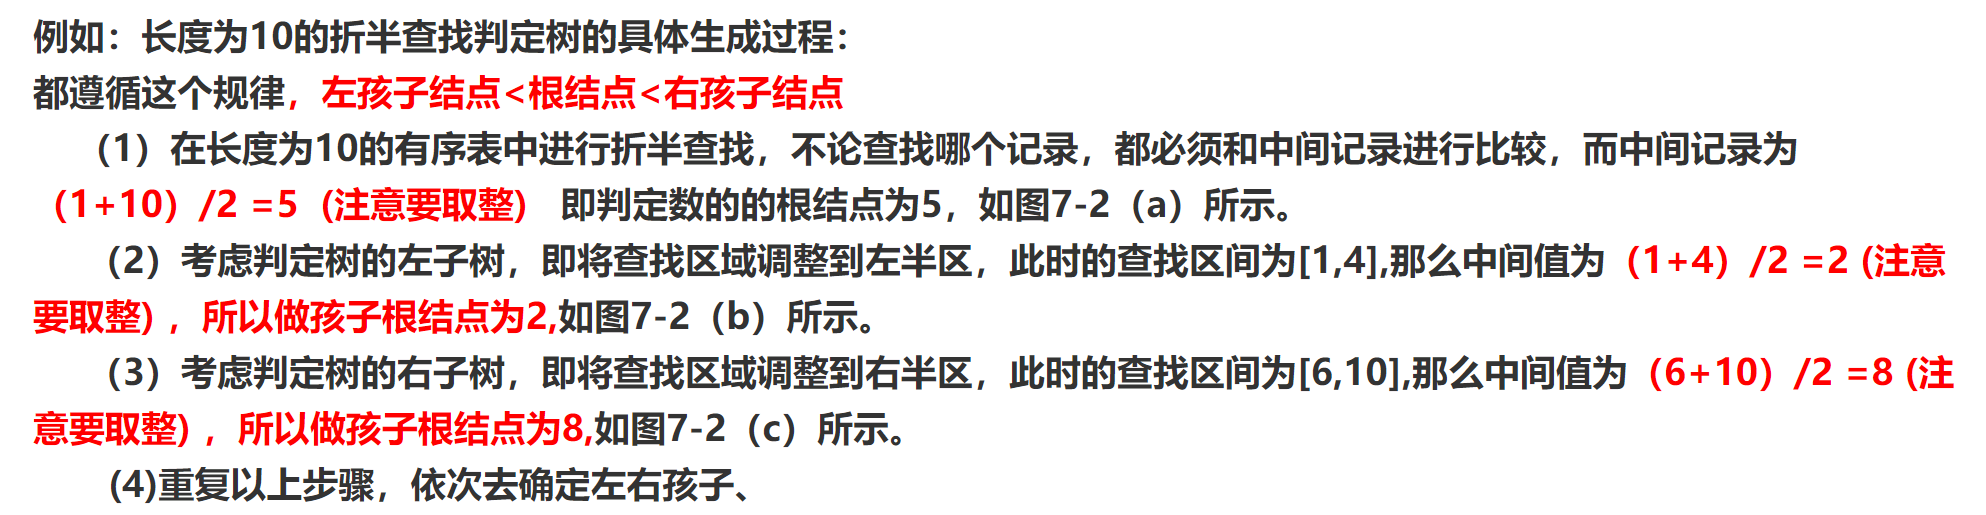 例如：长度为10的折半查找判定树的具体生成过程：
都遵循这个规律，左孩子结点<根结点<右孩子结点
（1）在长度为10的有序表中进行折半查找，不论查找哪个记录，都必须和中间记录进行比较，而中间记录为
（1+10）/2 =5  (注意要取整)   即判定数的的根结点为5，如图7-2（a）所示。
（2）考虑判定树的左子树，即将查找区域调整到左半区，此时的查找区间为[1,4],那么中间值为（1+4）/2 =2 (注意
要取整) ，所以做孩子根结点为2,如图7-2（b）所示。
（3）考虑判定树的右子树，即将查找区域调整到右半区，此时的查找区间为[6,10],那么中间值为（6+10）/2 =8 (注
意要取整) ，所以做孩子根结点为8,如图7-2（c）所示。
(4)重复以上步骤，依次去确定左右孩子、